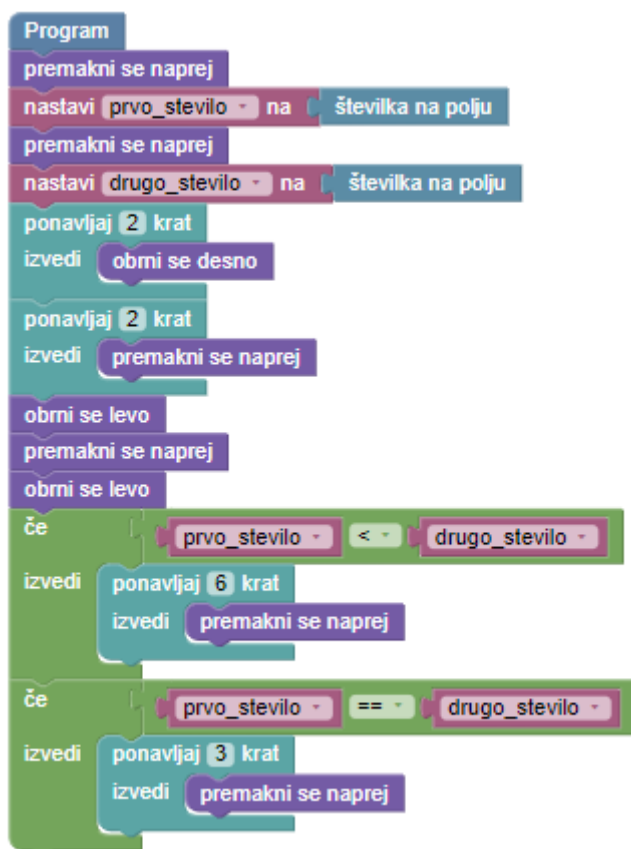 Program
premakni se naprej
nastavi prvo_stevilo na številka na polju
premakni se naprej
nastavi drugo_stevilo na številka na polju
ponavljaj 2 krat
izvedi obrni se desno
ponavljaj 2 krat
izvedi premakni se naprej
obrni se levo
premakni se naprej
obrni se levo
če prvo_stevilo < drugo_stevilo
izvedi ponavljaj 6 krat
izvedi premakni se naprej
če prvo_stevilo == drugo_stevilo
izvedi ponavljaj 3 krat
izvedi premakni se naprej